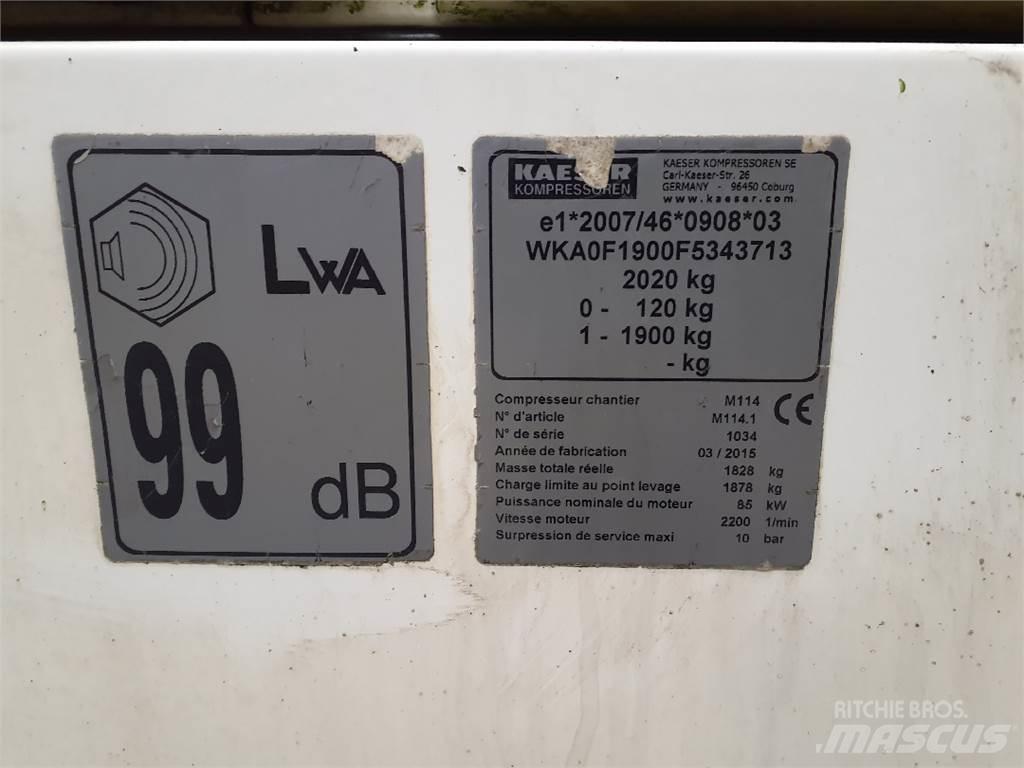 LWA
99
dB
KAESER
KOMPRESSOREN
KAESER KOMPRESSOREN SE
Carl-Kaeser-Str. 26
GERMANY - 96450 Coburg
www.kaeser.com
e1*2007/46*0908*03
WKA0F1900F5343713
2020 kg
0 - 120 kg
1 - 1900 kg
- kg
Compresseur chantier M114
N° d'article M114.1
N° de série 1034
Année de fabrication 03 / 2015
Masse totale réelle 1828 kg
Charge limite au point levage 1878 kg
Puissance nominale du moteur 85 kW
Vitesse moteur 2200 1/min
Surpression de service maxi 10 bar
CE
RITCHIE BROS.
MASCUS